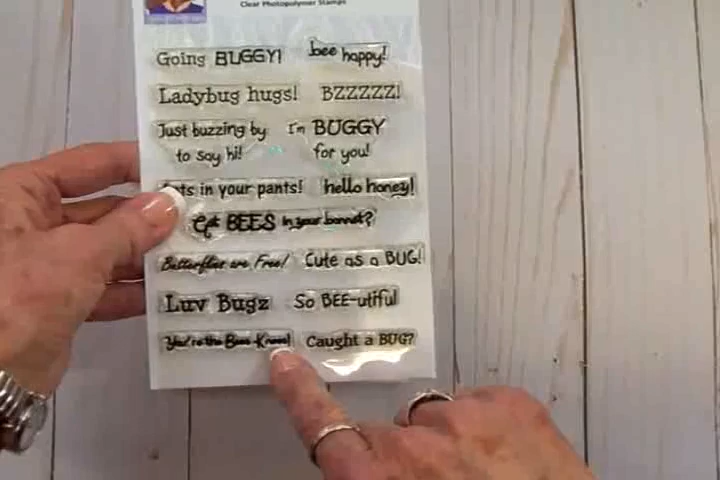 Clear Photopolymer Stamps
Going BUGGY! bee happy!
Ladybug hugs! BZZZZZ!
Just buzzing by I'm BUGGY
to say hi! for you!
in your pants! hello honey!
Got BEES in your bonnet?
Butterflies are Free! Cute as a BUG!
Luv Bugz So BEE-utiful
You're the Bees Knees! Caught a BUG?